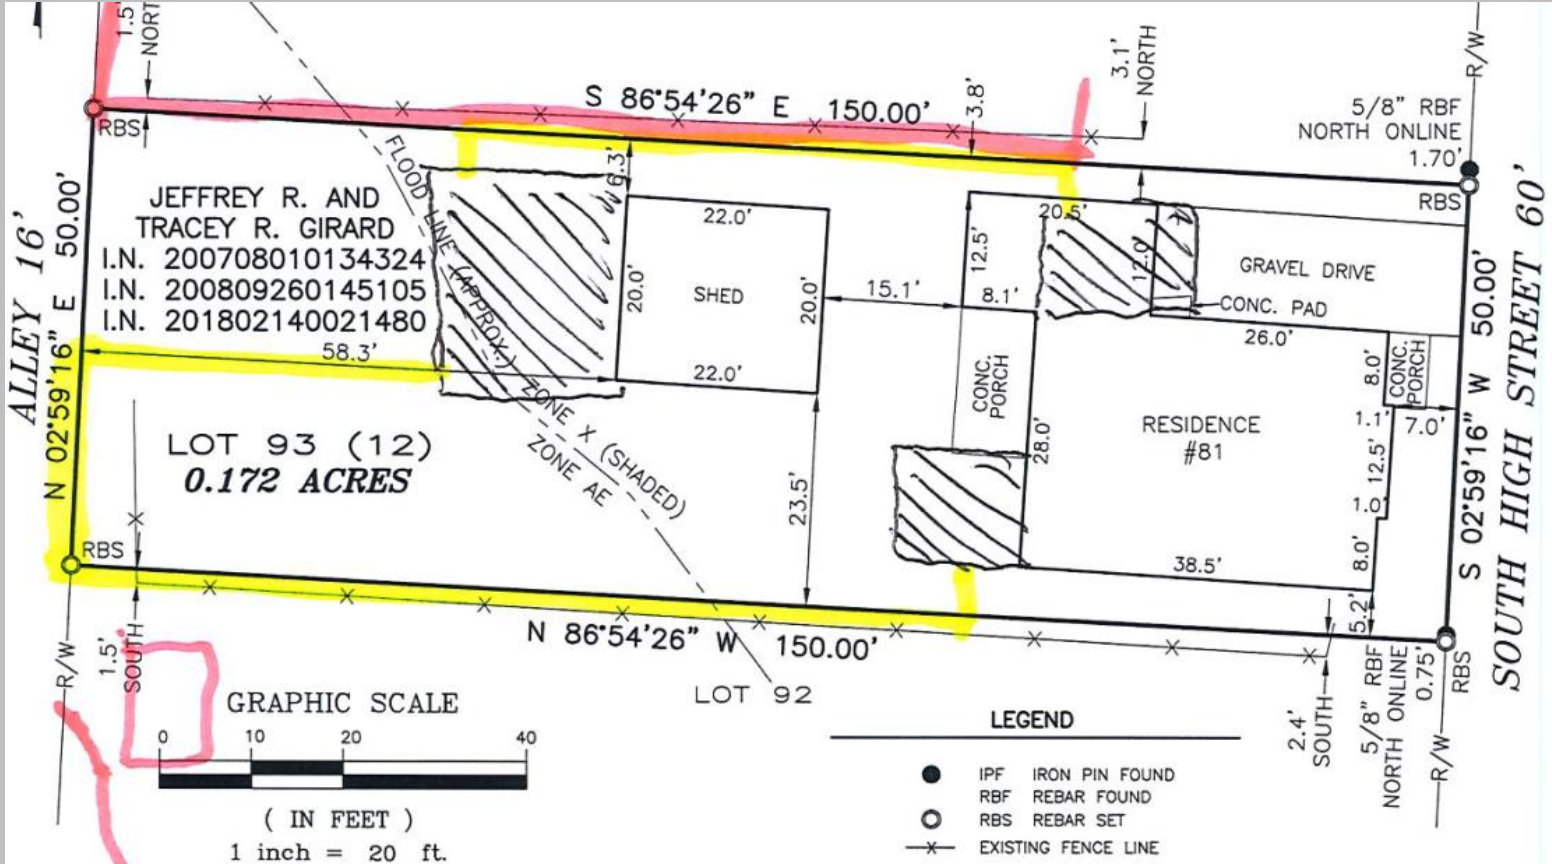 1.5'
NORTH
S 86°54'26" E 150.00'
3.8'
3.1'
NORTH
R/W
5/8" RBF
NORTH ONLINE
1.70'
RBS
RBS
FLOOD LINE (APPROX.)
6.3'
JEFFREY R. AND
TRACEY R. GIRARD
I.N. 200708010134324
I.N. 200809260145105
I.N. 201802140021480
ALLEY 16'
N 02°59'16" E 50.00'
58.3'
22.0'
20.0'
SHED
20.0'
22.0'
15.1'
20.5'
12.5'
8.1'
12.0'
GRAVEL DRIVE
CONC. PAD
26.0'
CONC.
PORCH
28.0'
RESIDENCE
#81
8.0'
CONC.
PORCH
1.1'
7.0'
12.5'
1.0'
8.0'
38.5'
5.2'
S 02°59'16" W 50.00'
SOUTH HIGH STREET 60'
ZONE X (SHADED)
ZONE AE
LOT 93 (12)
0.172 ACRES
23.5'
RBS
R/W
1.5'
SOUTH
N 86°54'26" W 150.00'
LOT 92
2.4'
SOUTH
5/8" RBF
NORTH ONLINE
0.75'
RBS
R/W
GRAPHIC SCALE
0 10 20 40
( IN FEET )
1 inch = 20 ft.
LEGEND
IPF IRON PIN FOUND
RBF REBAR FOUND
RBS REBAR SET
EXISTING FENCE LINE